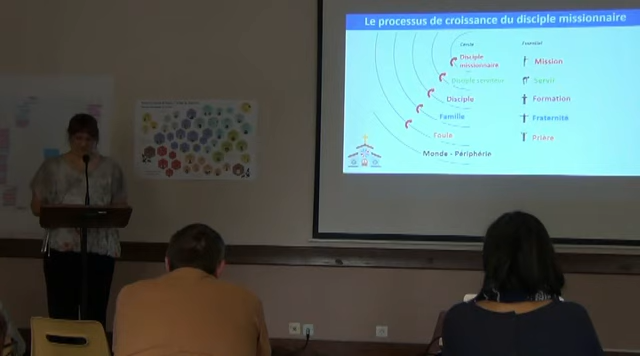 Le processus de croissance du disciple missionnaire
Cercle Essentiel
Disciple missionnaire Mission
Disciple serviteur Servir
Disciple Formation
Famille Fraternité
Foule Prière
Monde - Périphérie